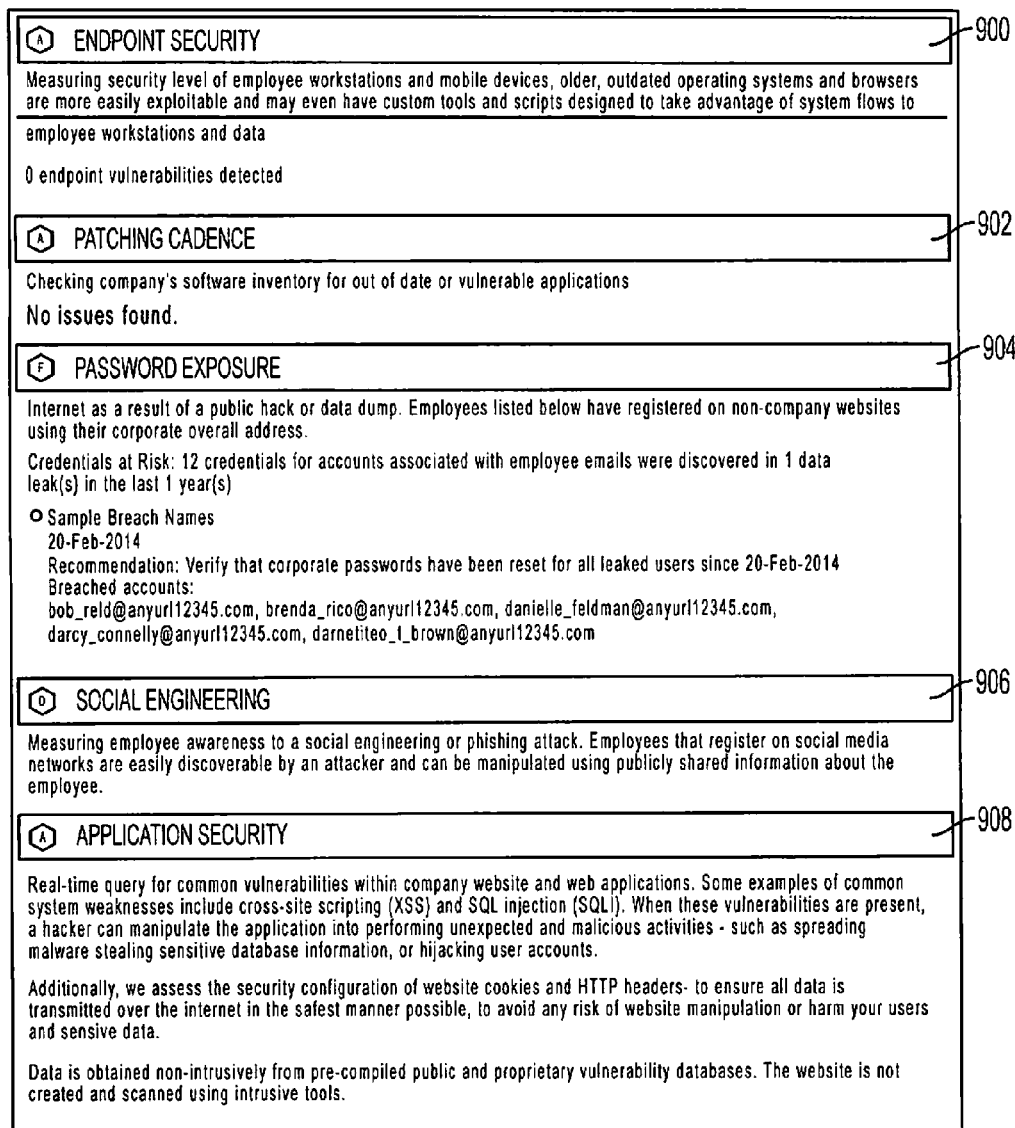 A ENDPOINT SECURITY 900
Measuring security level of employee workstations and mobile devices, older, outdated operating systems and browsers
are more easily exploitable and may even have custom tools and scripts designed to take advantage of system flows to
employee workstations and data
0 endpoint vulnerabilities detected
A PATCHING CADENCE 902
Checking company's software inventory for out of date or vulnerable applications
No issues found.
F PASSWORD EXPOSURE 904
Internet as a result of a public hack or data dump. Employees listed below have registered on non-company websites
using their corporate overall address.
Credentials at Risk: 12 credentials for accounts associated with employee emails were discovered in 1 data
leak(s) in the last 1 year(s)
Sample Breach Names
20-Feb-2014
Recommendation: Verify that corporate passwords have been reset for all leaked users since 20-Feb-2014
Breached accounts:
bob_reld@anyurl12345.com, brenda_rico@anyurl12345.com, danielle_feldman@anyurl12345.com,
darcy_connelly@anyurl12345.com, darnetiteo_1_brown@anyurl12345.com
D SOCIAL ENGINEERING 906
Measuring employee awareness to a social engineering or phishing attack. Employees that register on social media
networks are easily discoverable by an attacker and can be manipulated using publicly shared information about the
employee.
A APPLICATION SECURITY 908
Real-time query for common vulnerabilities within company website and web applications. Some examples of common
system weaknesses include cross-site scripting (XSS) and SQL injection (SQLI). When these vulnerabilities are present,
a hacker can manipulate the application into performing unexpected and malicious activities - such as spreading
malware stealing sensitive database information, or hijacking user accounts.
Additionally, we assess the security configuration of website cookies and HTTP headers- to ensure all data is
transmitted over the internet in the safest manner possible, to avoid any risk of website manipulation or harm your users
and sensive data.
Data is obtained non-intrusively from pre-compiled public and proprietary vulnerability databases. The website is not
created and scanned using intrusive tools.